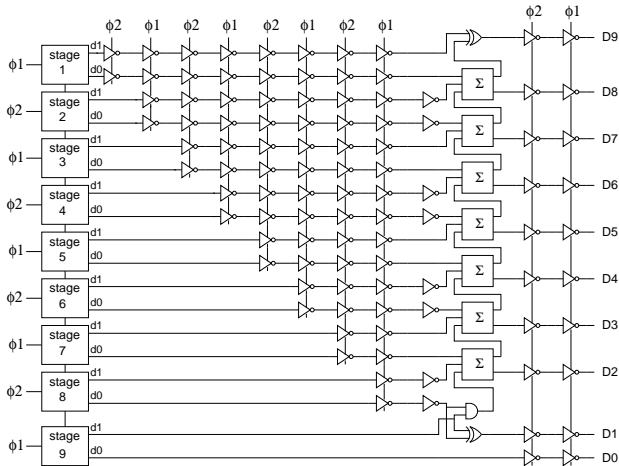 ϕ2 ϕ1 ϕ2 ϕ1 ϕ2 ϕ1 ϕ2 ϕ1 ϕ2 ϕ1
ϕ1 stage 1 d1 d0 D9
ϕ2 stage 2 d1 d0 Σ D8
ϕ1 stage 3 d1 d0 Σ D7
ϕ2 stage 4 d1 d0 Σ D6
ϕ1 stage 5 d1 d0 Σ D5
ϕ2 stage 6 d1 d0 Σ D4
ϕ1 stage 7 d1 d0 Σ D3
ϕ2 stage 8 d1 d0 Σ D2
ϕ1 stage 9 d1 d0 D1
D0